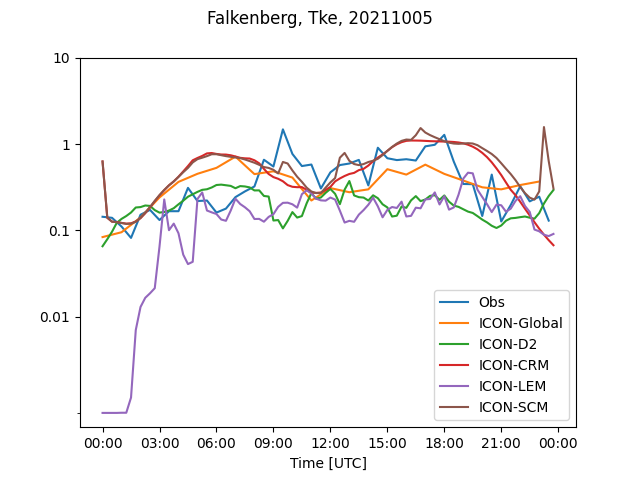 Falkenberg, Tke, 20211005
10
1
0.1
0.01
Obs
ICON-Global
ICON-D2
ICON-CRM
ICON-LEM
ICON-SCM
00:00 03:00 06:00 09:00 12:00 15:00 18:00 21:00 00:00
Time [UTC]